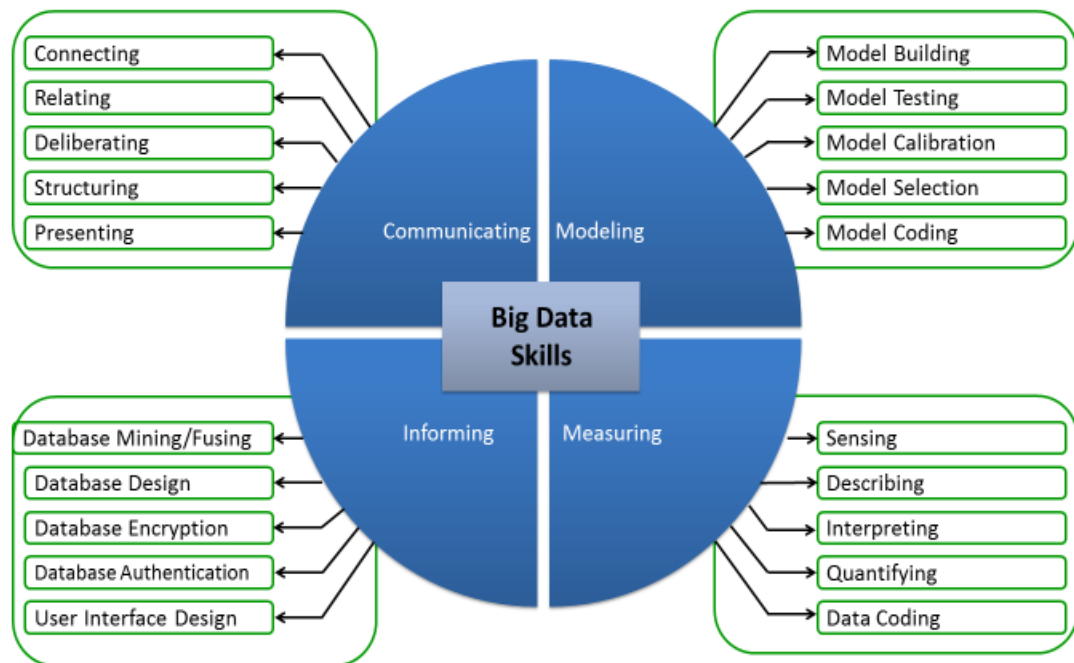 Connecting
Relating
Deliberating
Structuring
Presenting
Model Building
Model Testing
Model Calibration
Model Selection
Model Coding
Communicating
Modeling
Big Data
Skills
Informing
Measuring
Database Mining/Fusing
Database Design
Database Encryption
Database Authentication
User Interface Design
Sensing
Describing
Interpreting
Quantifying
Data Coding